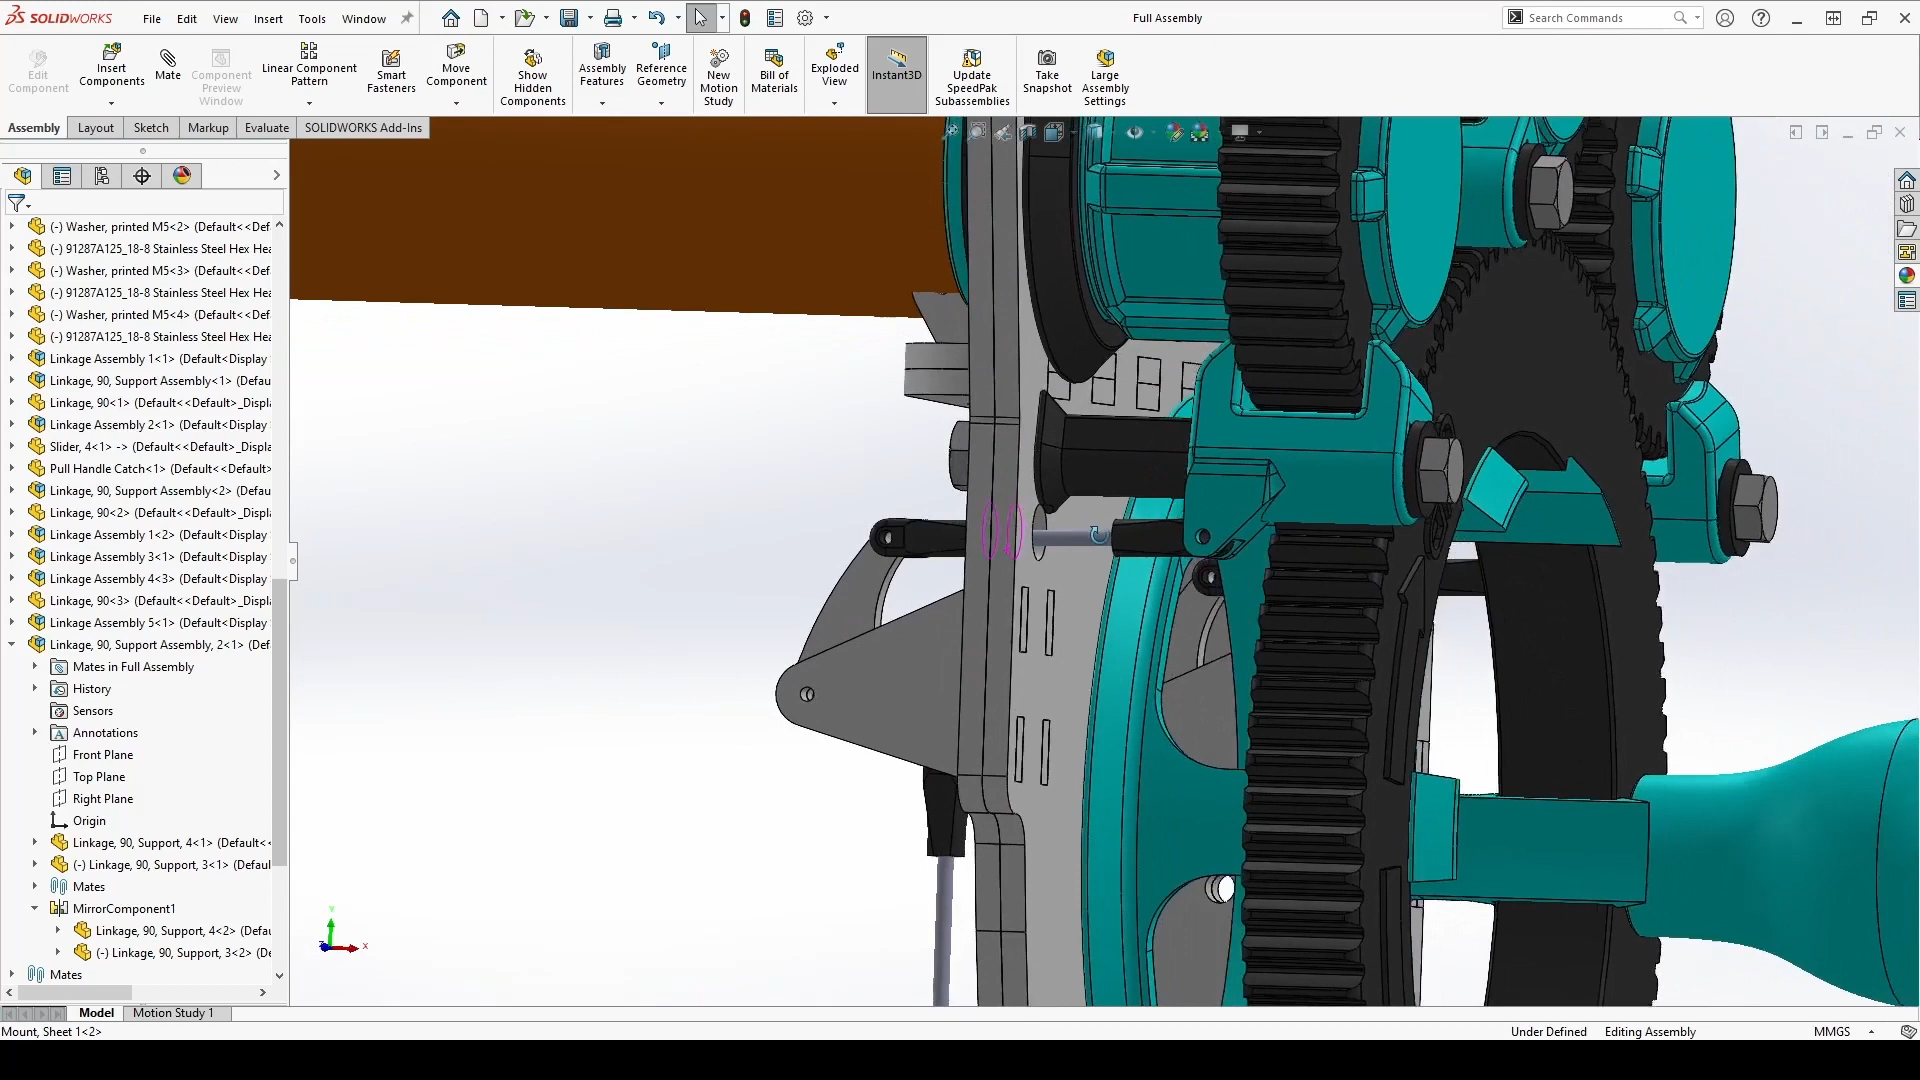 SOLIDWORKS File Edit View Insert Tools Window
Full Assembly
Search Commands
Edit Component
Insert Components
Mate
Component Preview Window
Linear Component Pattern
Smart Fasteners
Move Component
Show Hidden Components
Assembly Features
Reference Geometry
New Motion Study
Bill of Materials
Exploded View
Instant3D
Update SpeedPak Subassemblies
Take Snapshot
Large Assembly Settings
Assembly Layout Sketch Markup Evaluate SOLIDWORKS Add-Ins
(-) Washer, printed M5<2> (Default<<Def
(-) 91287A125_18-8 Stainless Steel Hex Hea
(-) Washer, printed M5<3> (Default<<Def
(-) 91287A125_18-8 Stainless Steel Hex Hea
(-) Washer, printed M5<4> (Default<<Def
(-) 91287A125_18-8 Stainless Steel Hex Hea
Linkage Assembly 1<1> (Default<Display
Linkage, 90, Support Assembly<1> (Defau
Linkage, 90<1> (Default<<Default>_Displa
Linkage Assembly 2<1> (Default<Display
Slider, 4<1> -> (Default<<Default>_Displa
Pull Handle Catch<1> (Default<<Default>
Linkage, 90, Support Assembly<2> (Defau
Linkage, 90<2> (Default<<Default>_Displa
Linkage Assembly 1<2> (Default<Display
Linkage Assembly 3<1> (Default<Display
Linkage Assembly 4<3> (Default<Display
Linkage, 90<3> (Default<<Default>_Displa
Linkage Assembly 5<1> (Default<Display
Linkage, 90, Support Assembly, 2<1> (Def
Mates in Full Assembly
History
Sensors
Annotations
Front Plane
Top Plane
Right Plane
Origin
Linkage, 90, Support, 4<1> (Default<<
(-) Linkage, 90, Support, 3<1> (Defaul
Mates
MirrorComponent1
Linkage, 90, Support, 4<2> (Defau
(-) Linkage, 90, Support, 3<2> (De
Mates
Y
Z
X
Model Motion Study 1
Mount, Sheet 1<2>
Under Defined Editing Assembly MMGS